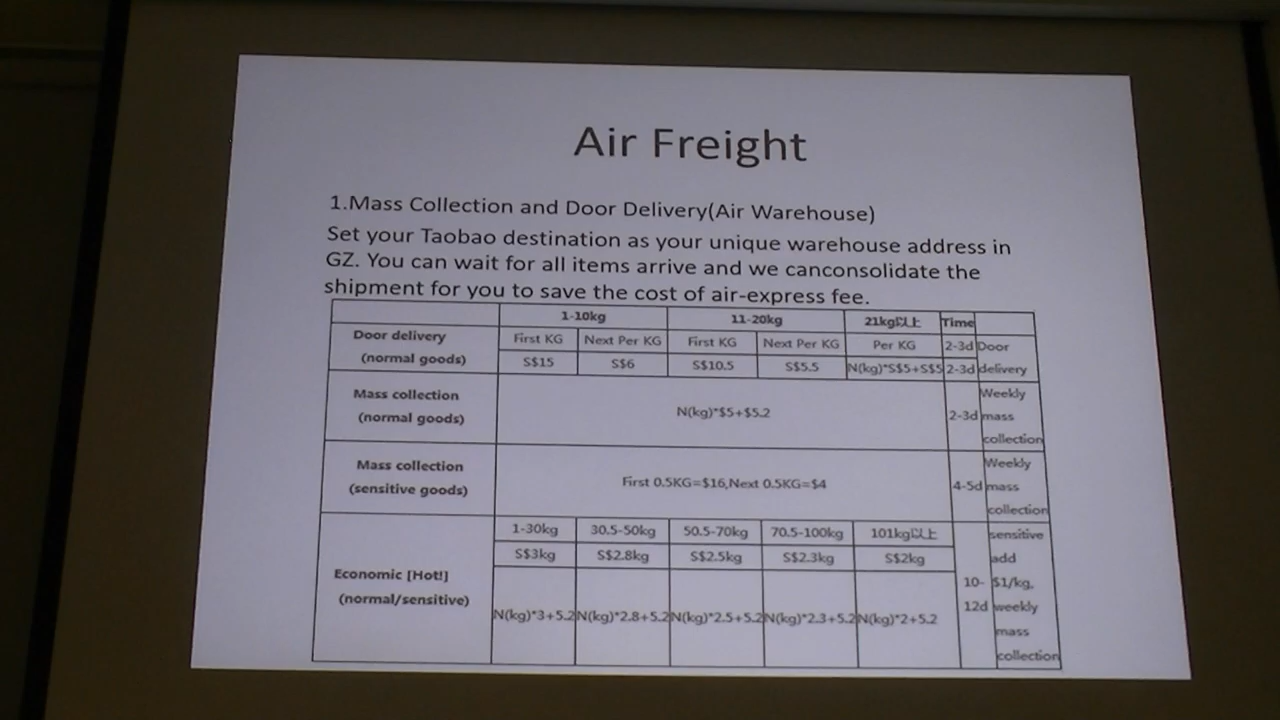 Air Freight
1.Mass Collection and Door Delivery(Air Warehouse)
Set your Taobao destination as your unique warehouse address in
GZ. You can wait for all items arrive and we canconsolidate the
shipment for you to save the cost of air-express fee.
1-10kg 11-20kg 21kg以上 Time
Door delivery
(normal goods)
First KG Next Per KG First KG Next Per KG Per KG 2-3d Door
S$15 S$6 S$10.5 S$5.5 N(kg)*S$5+S$5 2-3d delivery
Mass collection
(normal goods)
N(kg)*$5+$5.2
2-3d
Weekly
mass
collection
Mass collection
(sensitive goods)
First 0.5KG=$16,Next 0.5KG=$4
4-5d
Weekly
mass
collection
Economic [Hot!]
(normal/sensitive)
1-30kg 30.5-50kg 50.5-70kg 70.5-100kg 101kg以上
S$3kg S$2.8kg S$2.5kg S$2.3kg S$2kg
N(kg)*3+5.2 N(kg)*2.8+5.2 N(kg)*2.5+5.2 N(kg)*2.3+5.2 N(kg)*2+5.2
10-
12d
sensitive
add
$1/kg,
weekly
mass
collection